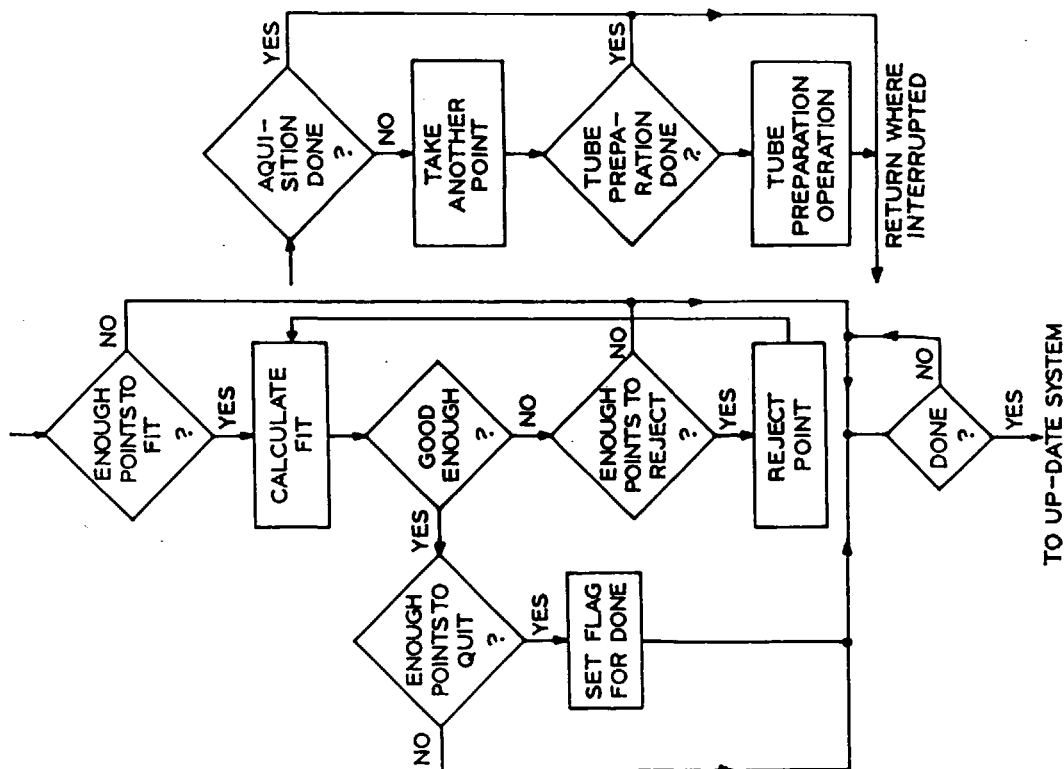 ENOUGH
POINTS TO
FIT
?
NO
YES
CALCULATE
FIT
GOOD
ENOUGH
?
YES
NO
ENOUGH
POINTS TO
QUIT
?
NO
YES
SET FLAG
FOR DONE
ENOUGH
POINTS TO
REJECT
?
NO
YES
REJECT
POINT
DONE
?
NO
YES
TO UP-DATE SYSTEM
AQUI-
SITION
DONE
?
YES
NO
TAKE
ANOTHER
POINT
TUBE
PREPA-
RATION
DONE
?
YES
TUBE
PREPARATION
OPERATION
RETURN WHERE
INTERRUPTED